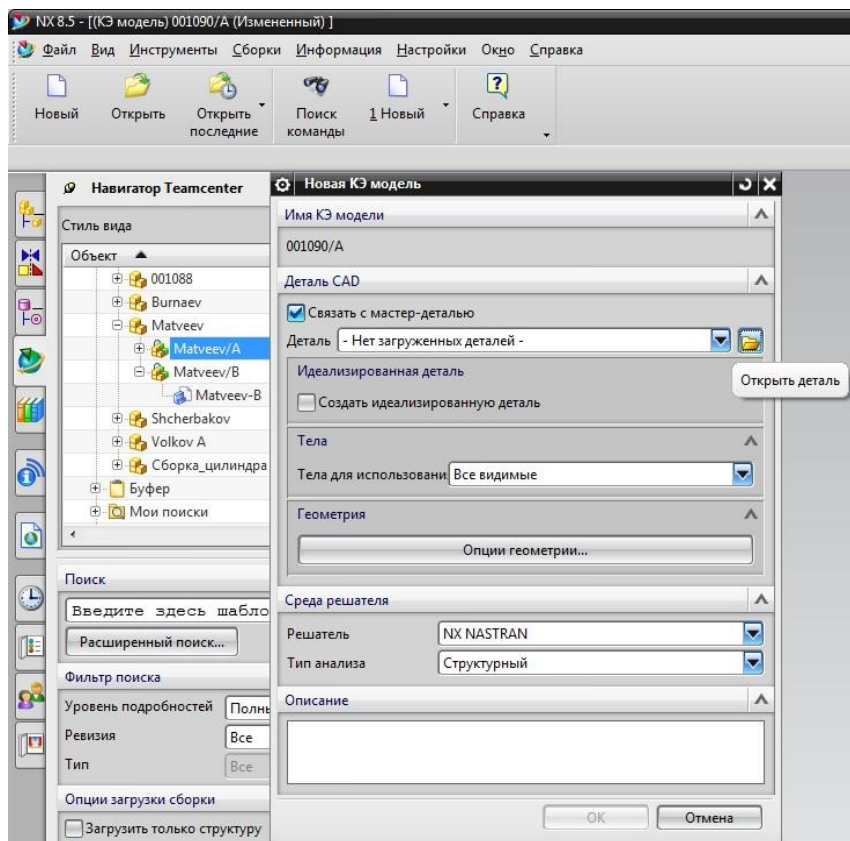 NX 8.5 - [(КЭ модель) 001090/A (Измененный) ]
Файл Вид Инструменты Сборки Информация Настройки Окно Справка
Новый Открыть Открыть последние Поиск команды 1 Новый Справка
Навигатор Teamcenter
Стиль вида
Объект
001088
Burnaev
Matveev
Matveev/A
Matveev/B
Matveev-B
Shcherbakov
Volkov A
Сборка_цилиндра
Буфер
Мои поиски
Поиск
Введите здесь шабло
Расширенный поиск...
Фильтр поиска
Уровень подробностей Полнь
Ревизия Все
Тип Все
Опции загрузки сборки
Загрузить только структуру
Новая КЭ модель
Имя КЭ модели
001090/A
Деталь CAD
Связать с мастер-деталью
Деталь - Нет загруженных деталей -
Открыть деталь
Идеализированная деталь
Создать идеализированную деталь
Тела
Тела для использовани Все видимые
Геометрия
Опции геометрии...
Среда решателя
Решатель NX NASTRAN
Тип анализа Структурный
Описание
OK Отмена